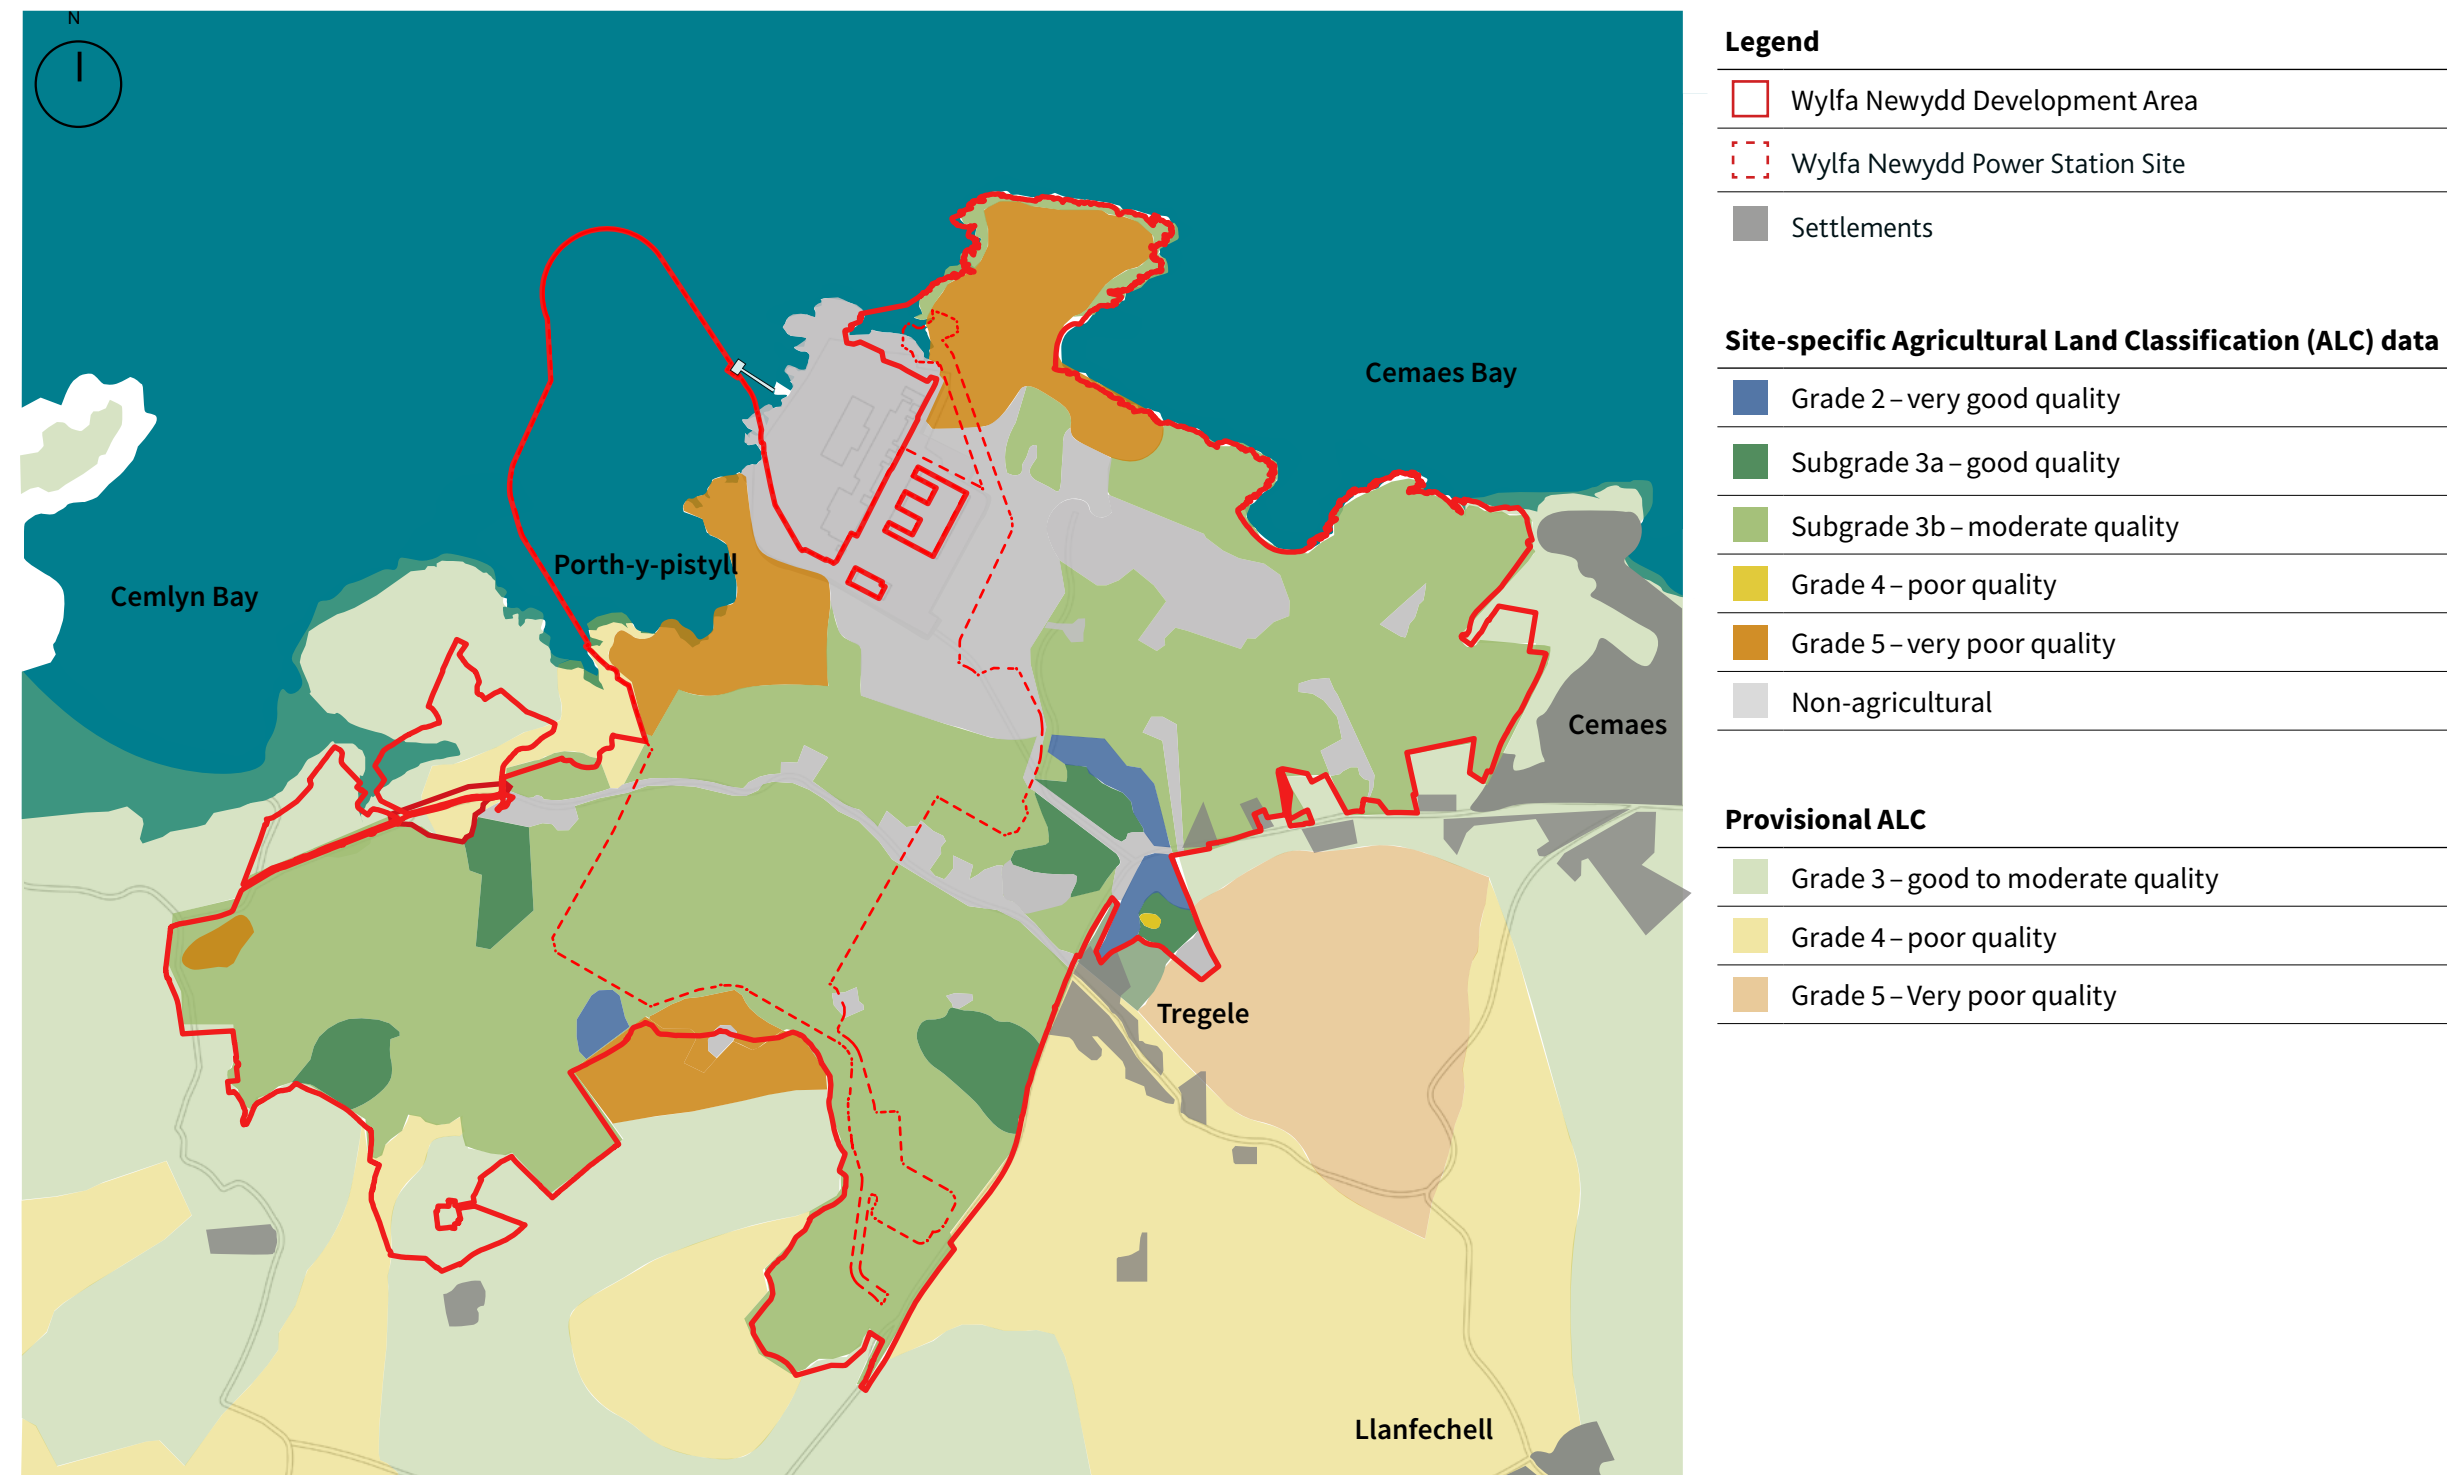 N
Cemaes Bay
Porth-y-pistyll
Cemlyn Bay
Cemaes
Tregele
Llanfechell
Legend
Wylfa Newydd Development Area
Wylfa Newydd Power Station Site
Settlements
Site-specific Agricultural Land Classification (ALC) data
Grade 2 – very good quality
Subgrade 3a – good quality
Subgrade 3b – moderate quality
Grade 4 – poor quality
Grade 5 – very poor quality
Non-agricultural
Provisional ALC
Grade 3 – good to moderate quality
Grade 4 – poor quality
Grade 5 – Very poor quality